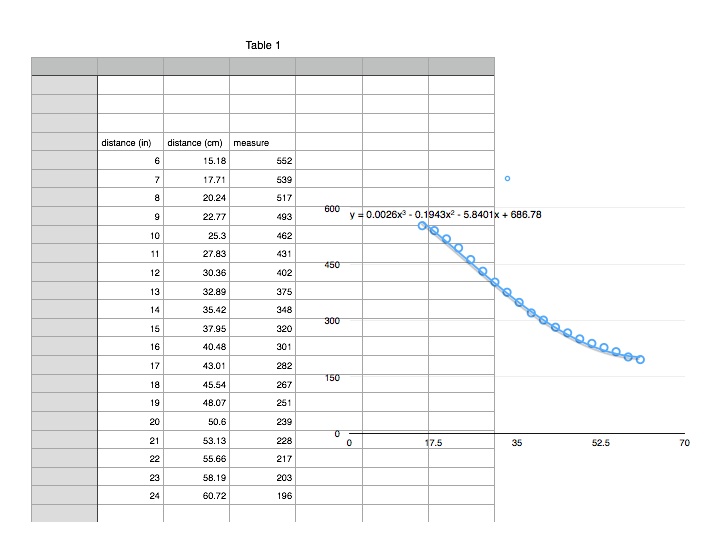 Table 1
distance (in) distance (cm) measure
6 15.18 552
7 17.71 539
8 20.24 517
9 22.77 493
10 25.3 462
11 27.83 431
12 30.36 402
13 32.89 375
14 35.42 348
15 37.95 320
16 40.48 301
17 43.01 282
18 45.54 267
19 48.07 251
20 50.6 239
21 53.13 228
22 55.66 217
23 58.19 203
24 60.72 196
y = 0.0026x³ - 0.1943x² - 5.8401x + 686.78
600
450
300
150
0
0 17.5 35 52.5 70